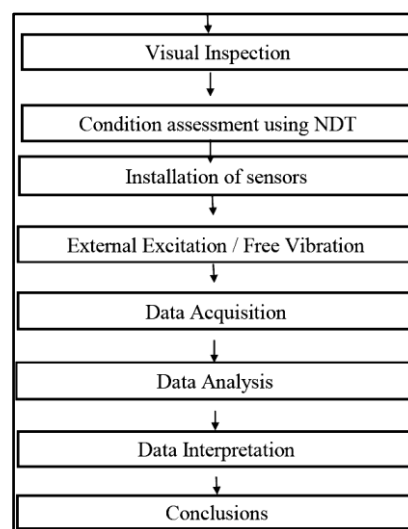 Visual Inspection
Condition assessment using NDT
Installation of sensors
External Excitation / Free Vibration
Data Acquisition
Data Analysis
Data Interpretation
Conclusions